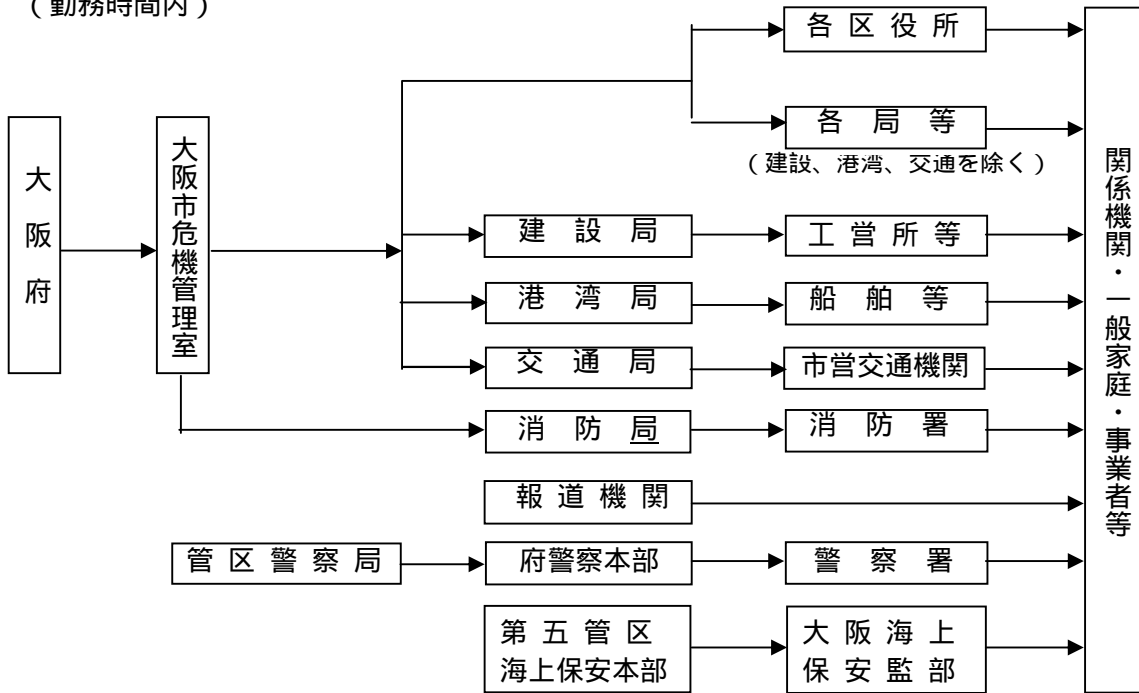 （勤務時間内）
大阪府
大阪市危機管理室
各区役所
各局等
（建設、港湾、交通を除く）
建設局
工営所等
港湾局
船舶等
交通局
市営交通機関
消防局
消防署
報道機関
管区警察局
府警察本部
警察署
第五管区
海上保安本部
大阪海上
保安監部
関係機関・一般家庭・事業者等